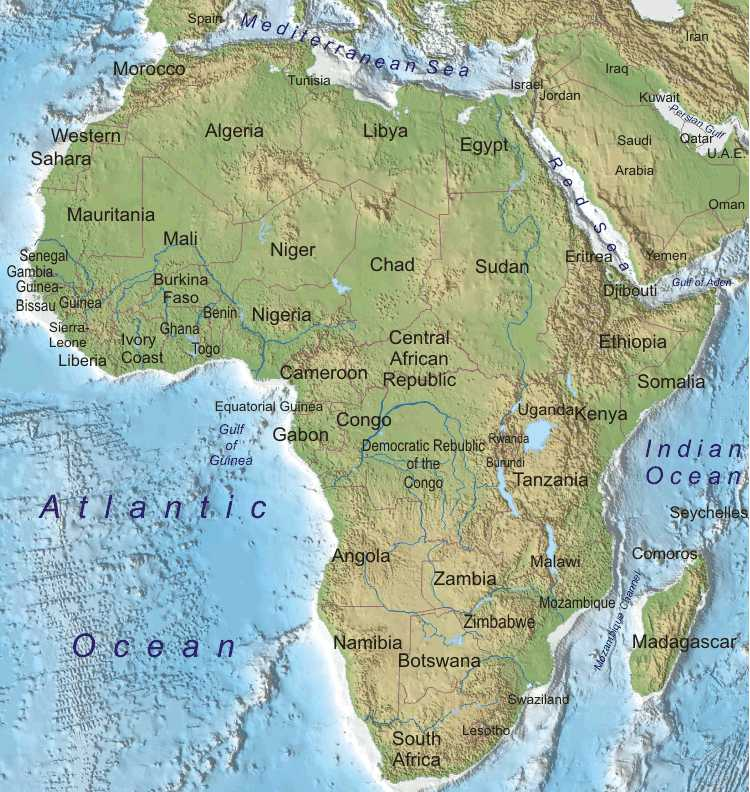 Spain
Mediterranean Sea
Iran
Morocco
Tunisia
Iraq
Israel
Jordan
Kuwait
Persian Gulf
Western
Sahara
Algeria
Libya
Egypt
Saudi
Arabia
Qatar
U.A.E.
Red Sea
Oman
Mauritania
Mali
Niger
Chad
Sudan
Eritrea
Yemen
Senegal
Gambia
Guinea-
Bissau
Guinea
Burkina
Faso
Benin
Nigeria
Djibouti
Gulf of Aden
Sierra-
Leone
Liberia
Ivory
Coast
Ghana
Togo
Central
African
Republic
Ethiopia
Somalia
Cameroon
Equatorial Guinea
Gulf
of
Guinea
Gabon
Congo
Democratic Republic
of the
Congo
Uganda
Kenya
Rwanda
Burundi
Tanzania
Indian
Ocean
Seychelles
Atlantic
Ocean
Angola
Zambia
Malawi
Comoros
Mozambique
Mozambique Channel
Zimbabwe
Namibia
Botswana
Madagascar
Swaziland
Lesotho
South
Africa